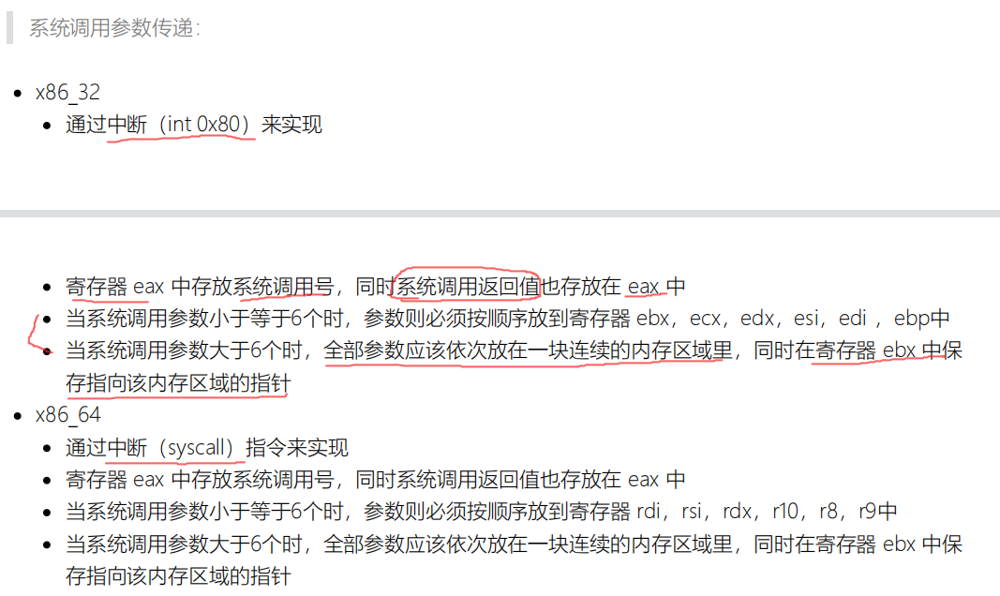 系统调用参数传递：
x86_32
通过中断（int 0x80）来实现
寄存器 eax 中存放系统调用号，同时系统调用返回值也存放在 eax 中
当系统调用参数小于等于6个时，参数则必须按顺序放到寄存器 ebx，ecx，edx，esi，edi ，ebp中
当系统调用参数大于6个时，全部参数应该依次放在一块连续的内存区域里，同时在寄存器 ebx 中保
存指向该内存区域的指针
x86_64
通过中断（syscall）指令来实现
寄存器 eax 中存放系统调用号，同时系统调用返回值也存放在 eax 中
当系统调用参数小于等于6个时，参数则必须按顺序放到寄存器 rdi，rsi，rdx，r10，r8，r9中
当系统调用参数大于6个时，全部参数应该依次放在一块连续的内存区域里，同时在寄存器 ebx 中保
存指向该内存区域的指针